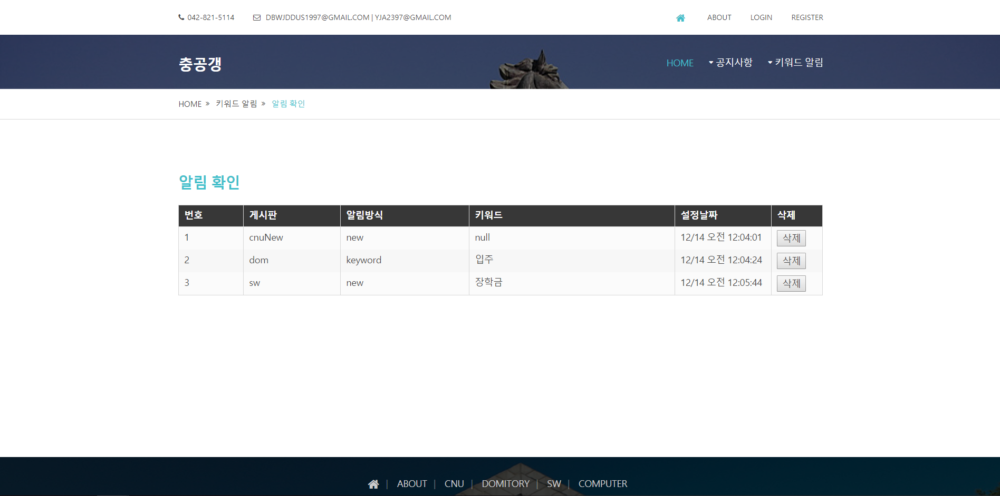 042-821-5114 DBWJDDUS1997@GMAIL.COM | YJA2397@GMAIL.COM ABOUT LOGIN REGISTER
충공갱 HOME 공지사항 키워드 알림
HOME » 키워드 알림 » 알림 확인
알림 확인
번호 게시판 알림방식 키워드 설정날짜 삭제
1 cnuNew new null 12/14 오전 12:04:01 삭제
2 dom keyword 입주 12/14 오전 12:04:24 삭제
3 sw new 장학금 12/14 오전 12:05:44 삭제
| ABOUT | CNU | DOMITORY | SW | COMPUTER